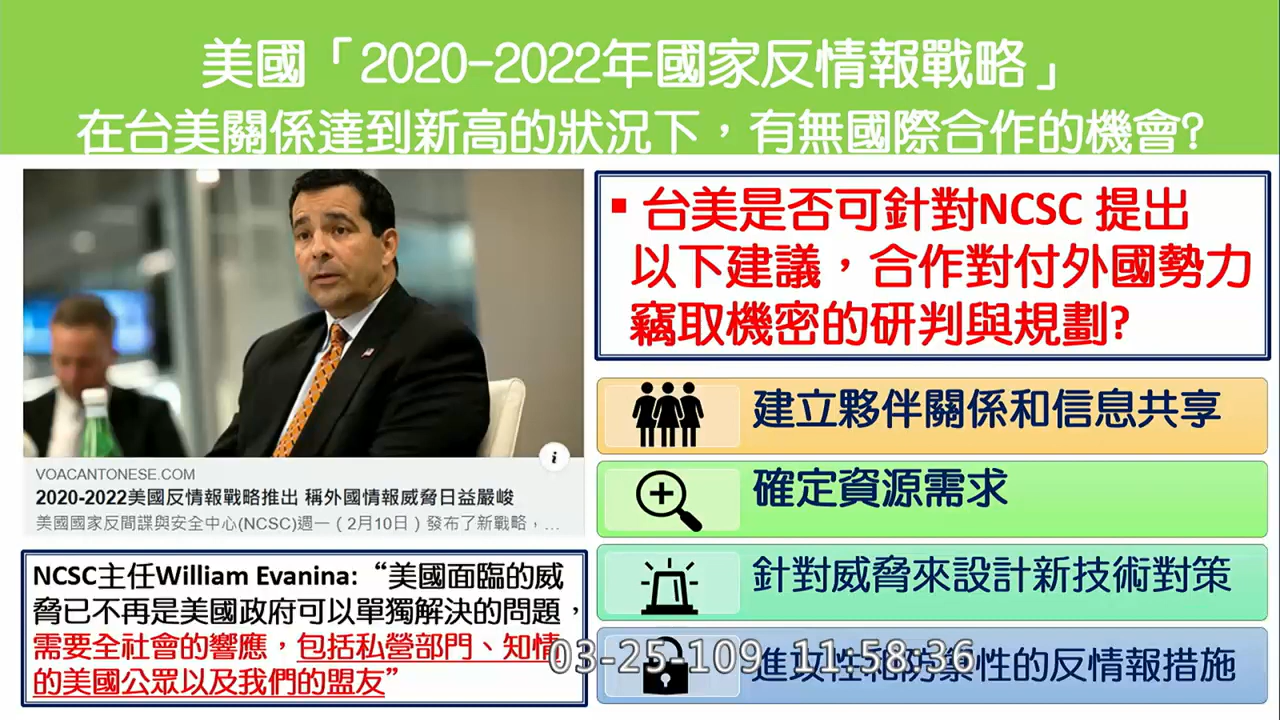 美國「2020-2022年國家反情報戰略」
在台美關係達到新高的狀況下，有無國際合作的機會?
VOACANTONESE.COM
2020-2022美國反情報戰略推出 稱外國情報威脅日益嚴峻
美國國家反間諜與安全中心(NCSC)週一（2月10日）發布了新戰略，...
NCSC主任William Evanina:“美國面臨的威
脅已不再是美國政府可以單獨解決的問題，
需要全社會的響應，包括私營部門、知情
的美國公眾以及我們的盟友”
▪ 台美是否可針對NCSC 提出
以下建議，合作對付外國勢力
竊取機密的研判與規劃?
建立夥伴關係和信息共享
確定資源需求
針對威脅來設計新技術對策
進攻性和防禦性的反情報措施
03-25-109 11:58:36